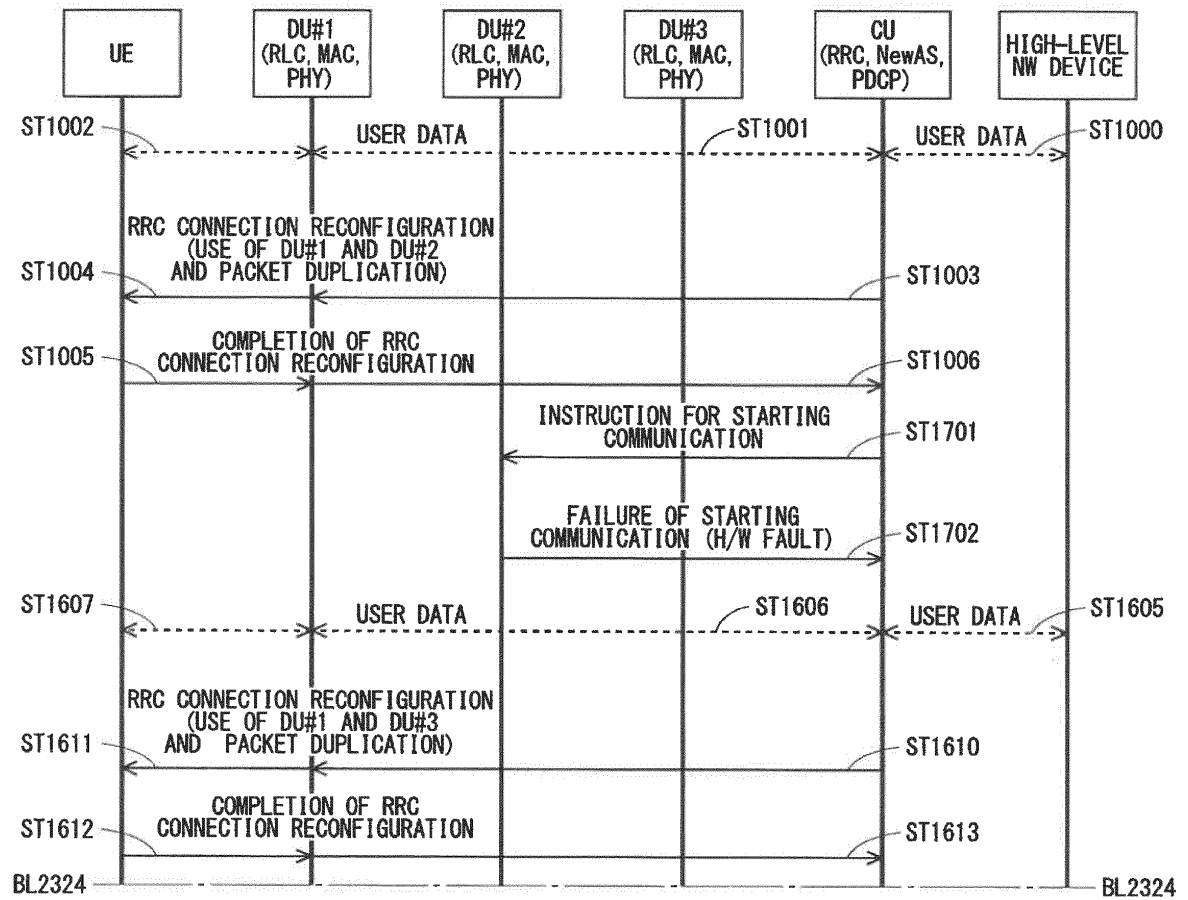 UE
DU#1
(RLC, MAC,
PHY)
DU#2
(RLC, MAC,
PHY)
DU#3
(RLC, MAC,
PHY)
CU
(RRC, NewAS,
PDCP)
HIGH-LEVEL
NW DEVICE
ST1002
USER DATA
ST1001
USER DATA
ST1000
RRC CONNECTION RECONFIGURATION
(USE OF DU#1 AND DU#2
AND PACKET DUPLICATION)
ST1004
ST1003
COMPLETION OF RRC
CONNECTION RECONFIGURATION
ST1005
ST1006
INSTRUCTION FOR STARTING
COMMUNICATION
ST1701
FAILURE OF STARTING
COMMUNICATION (H/W FAULT)
ST1702
ST1607
USER DATA
ST1606
USER DATA
ST1605
RRC CONNECTION RECONFIGURATION
(USE OF DU#1 AND DU#3
AND PACKET DUPLICATION)
ST1611
ST1610
COMPLETION OF RRC
CONNECTION RECONFIGURATION
ST1612
ST1613
BL2324
BL2324